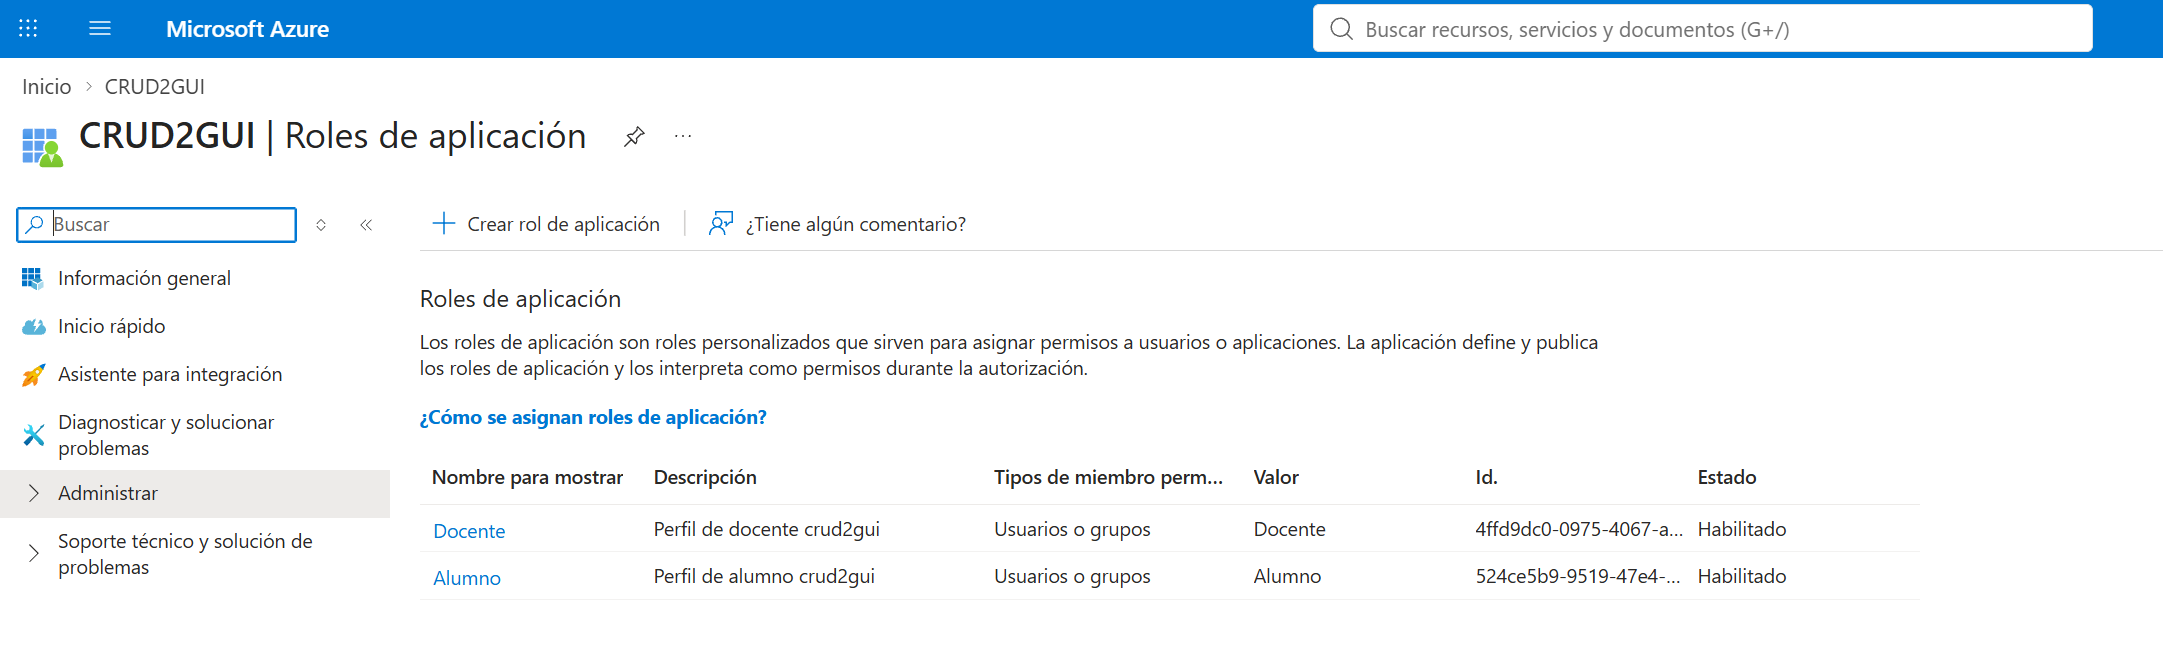 Microsoft Azure
Buscar recursos, servicios y documentos (G+/)
Inicio > CRUD2GUI
CRUD2GUI | Roles de aplicación
...
Buscar
Información general
Inicio rápido
Asistente para integración
Diagnosticar y solucionar
problemas
Administrar
Soporte técnico y solución de
problemas
Crear rol de aplicación
¿Tiene algún comentario?
Roles de aplicación
Los roles de aplicación son roles personalizados que sirven para asignar permisos a usuarios o aplicaciones. La aplicación define y publica
los roles de aplicación y los interpreta como permisos durante la autorización.
¿Cómo se asignan roles de aplicación?
Nombre para mostrar Descripción Tipos de miembro perm... Valor Id. Estado
Docente Perfil de docente crud2gui Usuarios o grupos Docente 4ffd9dc0-0975-4067-a... Habilitado
Alumno Perfil de alumno crud2gui Usuarios o grupos Alumno 524ce5b9-9519-47e4-... Habilitado